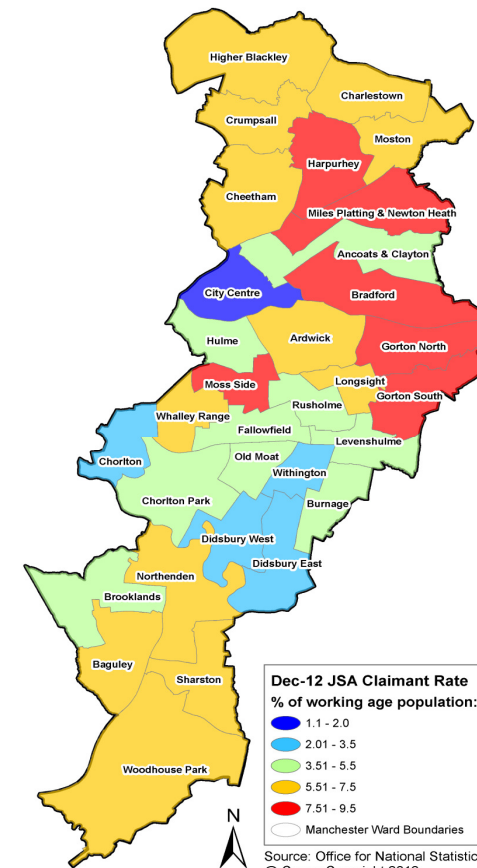 Higher Blackley
Charlestown
Crumpsall
Moston
Harpurhey
Cheetham
Miles Platting & Newton Heath
Ancoats & Clayton
City Centre
Bradford
Hulme
Ardwick
Gorton North
Moss Side
Longsight
Gorton South
Rusholme
Whalley Range
Fallowfield
Levenshulme
Old Moat
Chorlton
Withington
Chorlton Park
Burnage
Didsbury West
Didsbury East
Northenden
Brooklands
Baguley
Sharston
Woodhouse Park
N
Dec-12 JSA Claimant Rate
% of working age population:
1.1 - 2.0
2.01 - 3.5
3.51 - 5.5
5.51 - 7.5
7.51 - 9.5
Manchester Ward Boundaries
Source: Office for National Statistic